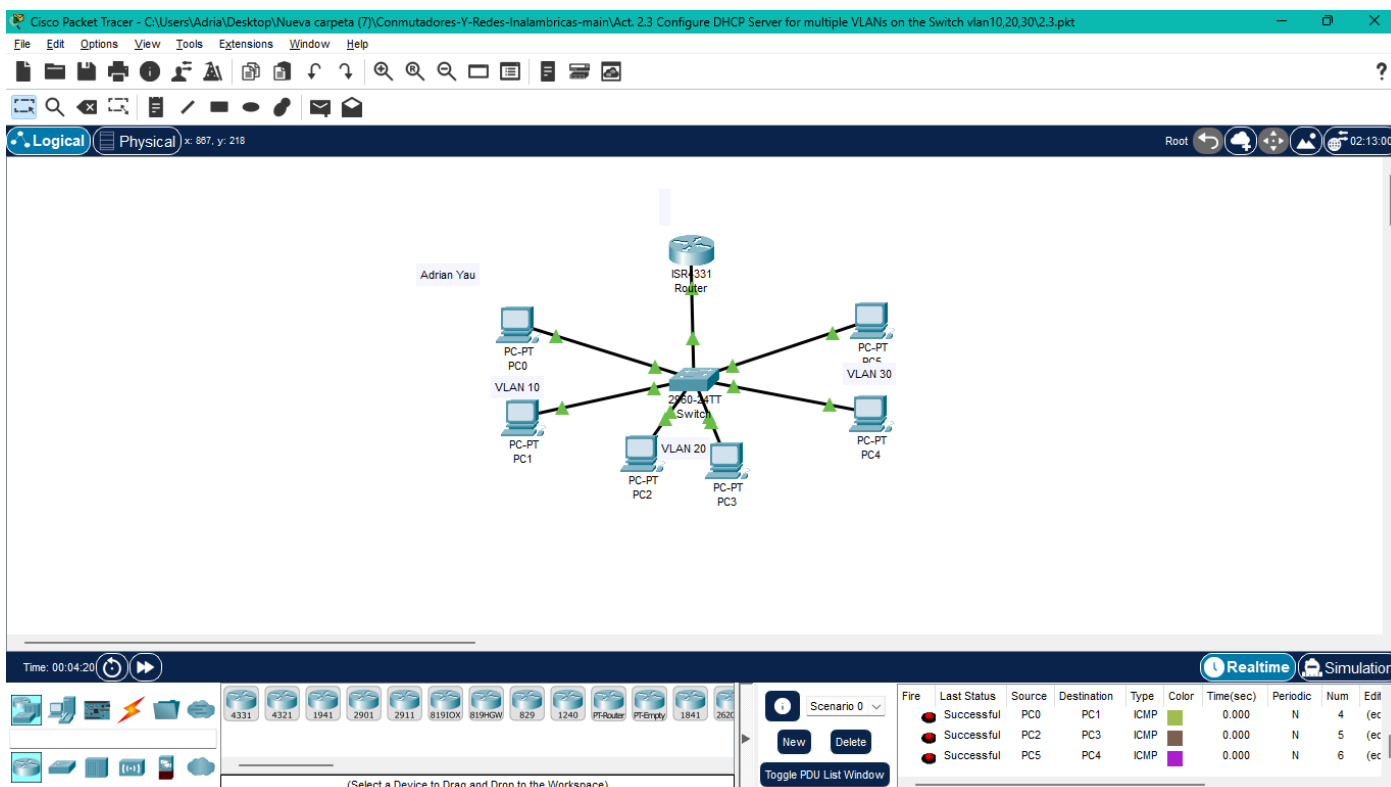 Cisco Packet Tracer - C:\Users\Adria\Desktop\Nueva carpeta (7)\Conmutadores-Y-Redes-Inalambricas-main\Act. 2.3 Configure DHCP Server for multiple VLANs on the Switch vlan10,20,30\2.3.pkt
File Edit Options View Tools Extensions Window Help
?
Logical Physical x: 867, y: 218 Root 02:13:00
ISR4331
Router
Adrian Yau
PC-PT
PC0
PC-PT
PC5
VLAN 10
VLAN 30
2960-24TT
Switch
PC-PT
PC1
PC-PT
PC4
VLAN 20
PC-PT
PC2
PC-PT
PC3
Time: 00:04:20 Realtime Simulation
4331 4321 1941 2901 2911 819IOX 819HGW 829 1240 PT-Router PT-Empty 1841 262
(Select a Device to Drag and Drop to the Workspace)
Scenario 0
New Delete
Toggle PDU List Window
Fire Last Status Source Destination Type Color Time(sec) Periodic Num Edit
Successful PC0 PC1 ICMP 0.000 N 4 (ec
Successful PC2 PC3 ICMP 0.000 N 5 (ec
Successful PC5 PC4 ICMP 0.000 N 6 (ec